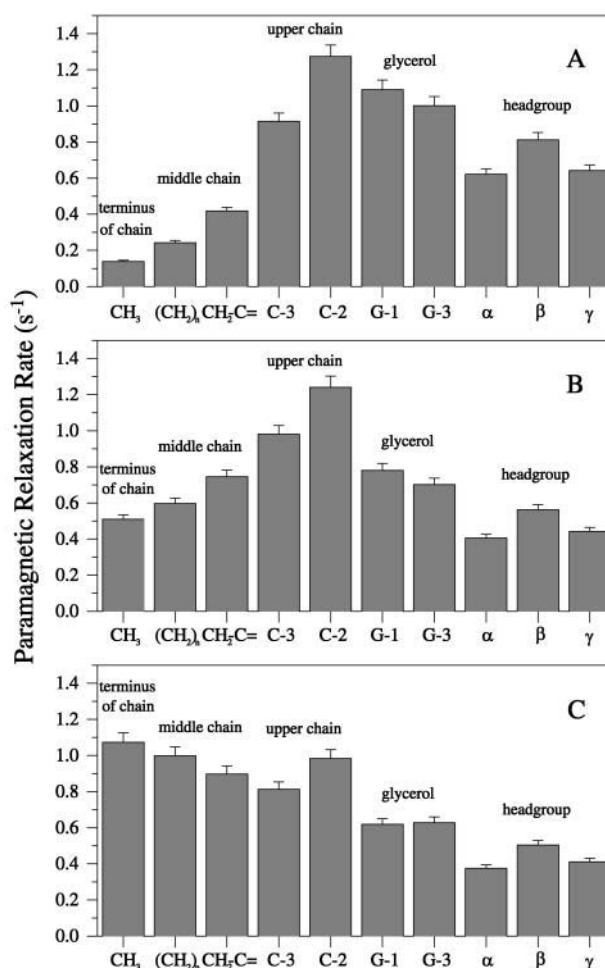 Paramagnetic Relaxation Rate (s⁻¹)
A
upper chain
glycerol
headgroup
middle chain
terminus
of chain
1.4
1.2
1.0
0.8
0.6
0.4
0.2
0.0
CH₃ (CH₂)ₙ CH₂C= C-3 C-2 G-1 G-3 α β γ
B
upper chain
glycerol
middle chain
headgroup
terminus
of chain
1.4
1.2
1.0
0.8
0.6
0.4
0.2
0.0
CH₃ (CH₂)ₙ CH₂C= C-3 C-2 G-1 G-3 α β γ
C
terminus
of chain
middle chain
upper chain
glycerol
headgroup
1.4
1.2
1.0
0.8
0.6
0.4
0.2
0.0
CH₃ (CH₂)ₙ CH₂C= C-3 C-2 G-1 G-3 α β γ